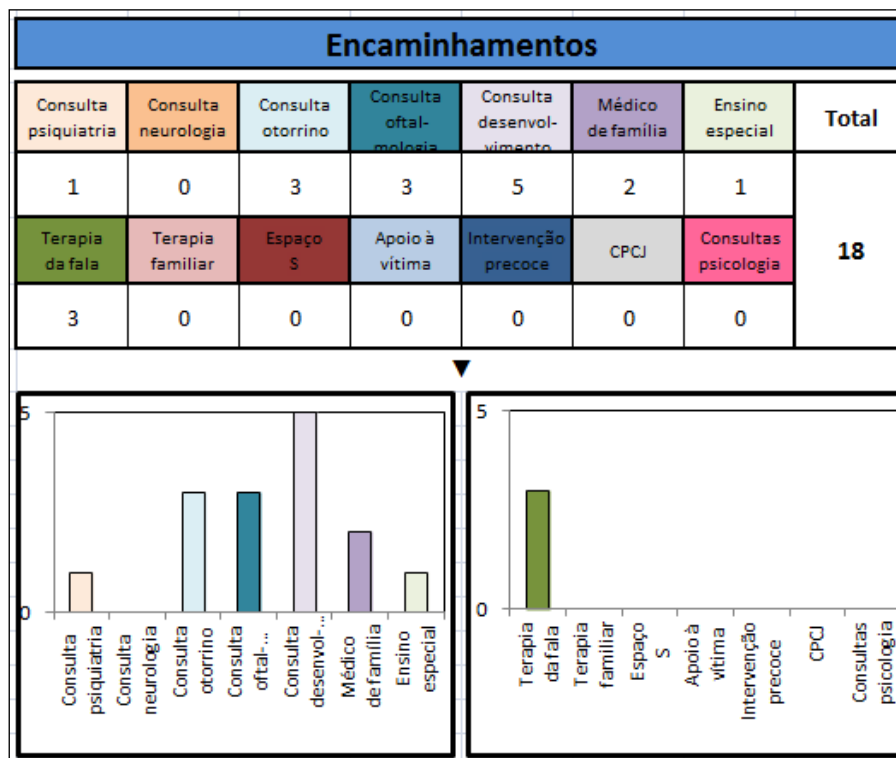 Encaminhamentos
Consulta psiquiatria
Consulta neurologia
Consulta otorrino
Consulta oftal-mologia
Consulta desenvol-vimento
Médico de família
Ensino especial
Total
1 0 3 3 5 2 1
18
Terapia da fala
Terapia familiar
Espaço S
Apoio à vítima
Intervenção precoce
CPCJ
Consultas psicologia
3 0 0 0 0 0 0
5
0
Consulta psiquiatria
Consulta neurologia
Consulta otorrino
Consulta oftal-...
Consulta desenvol-...
Médico de família
Ensino especial
5
0
Terapia da fala
Terapia familiar
Espaço S
Apoio à vítima
Intervenção precoce
CPCJ
Consultas psicologia